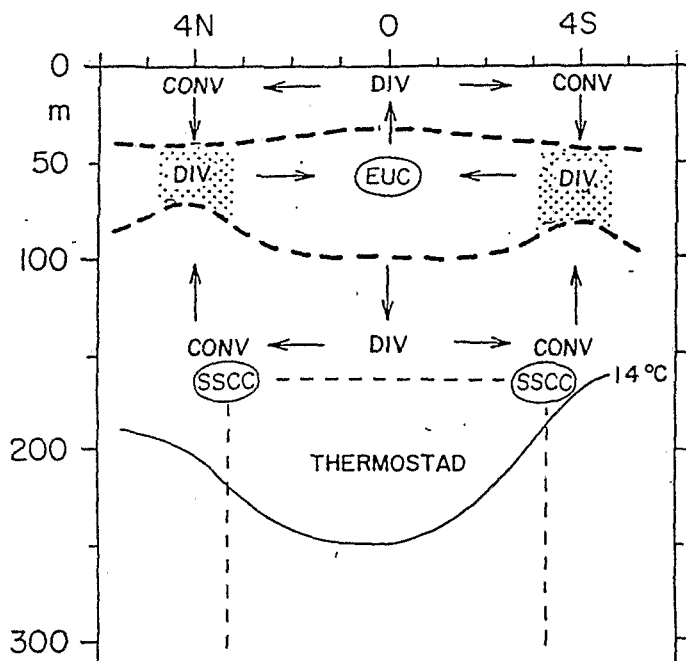 4N 0 4S
0
CONV DIV CONV
m
50
DIV EUC DIV
100
CONV DIV CONV
SSCC SSCC
14 °C
200
THERMOSTAD
300